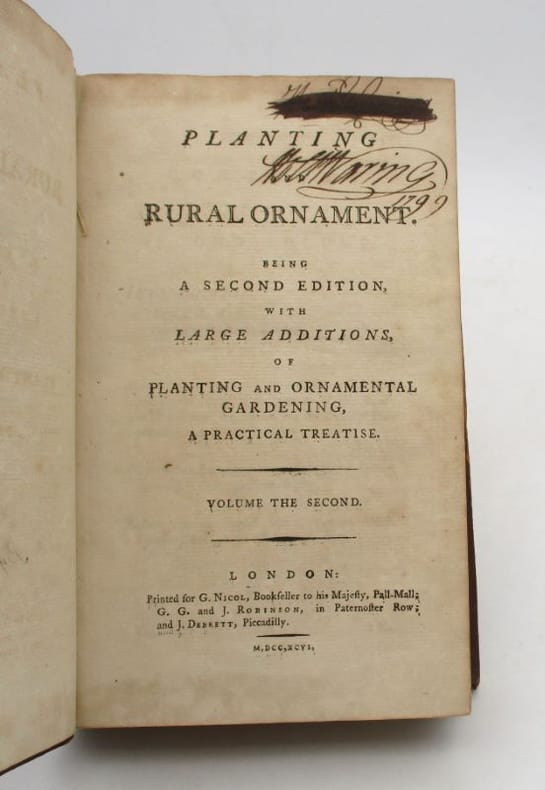 PLANTING
Waring
1799
RURAL ORNAMENT.
BEING
A SECOND EDITION,
WITH
LARGE ADDITIONS,
OF
PLANTING AND ORNAMENTAL
GARDENING,
A PRACTICAL TREATISE.
VOLUME THE SECOND.
LONDON:
Printed for G. NICOL, Bookſeller to his Majeſty, Pall-Mall;
G. G. and J. ROBINSON, in Paternoſter Row;
and J. DEBRETT, Piccadilly.
M,DCC,XCVI.